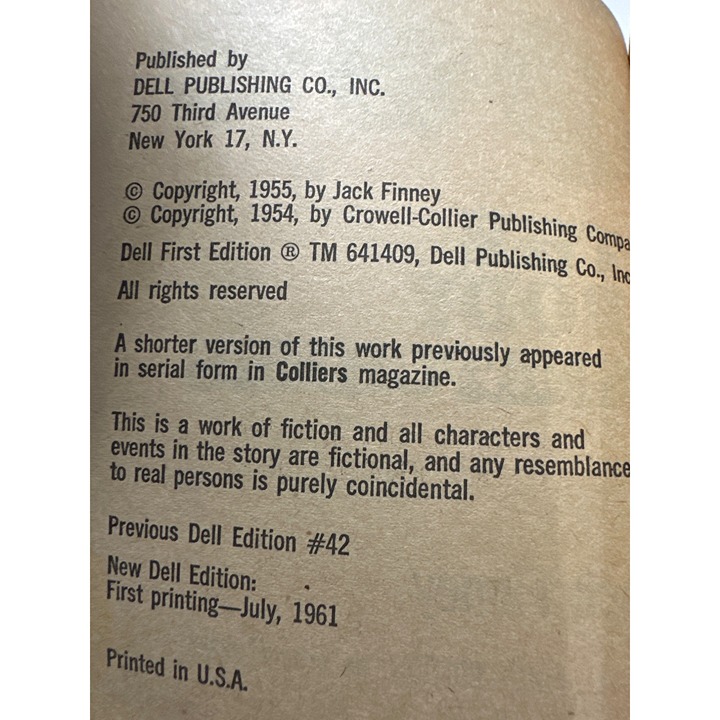 Published by
DELL PUBLISHING CO., INC.
750 Third Avenue
New York 17, N.Y.
© Copyright, 1955, by Jack Finney
© Copyright, 1954, by Crowell-Collier Publishing Compa
Dell First Edition ® TM 641409, Dell Publishing Co., Inc
All rights reserved
A shorter version of this work previously appeared
in serial form in Colliers magazine.
This is a work of fiction and all characters and
events in the story are fictional, and any resemblance
to real persons is purely coincidental.
Previous Dell Edition #42
New Dell Edition:
First printing—July, 1961
Printed in U.S.A.